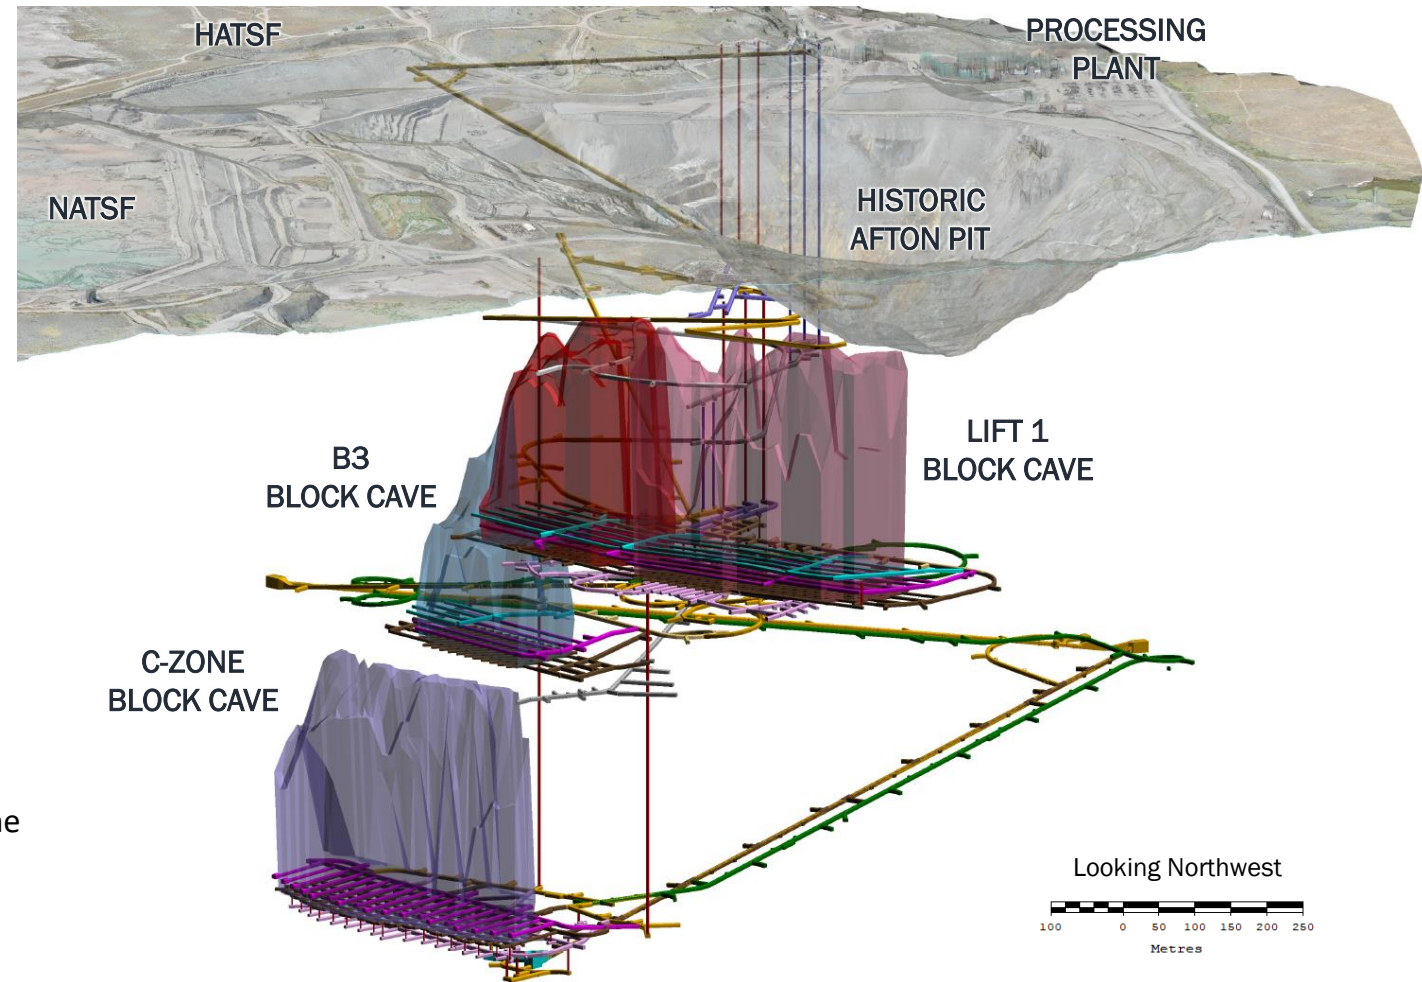 HATSF
PROCESSING
PLANT
NATSF
HISTORIC
AFTON PIT
LIFT 1
BLOCK CAVE
B3
BLOCK CAVE
C-ZONE
BLOCK CAVE
ne
Looking Northwest
100 0 50 100 150 200 250
Metres